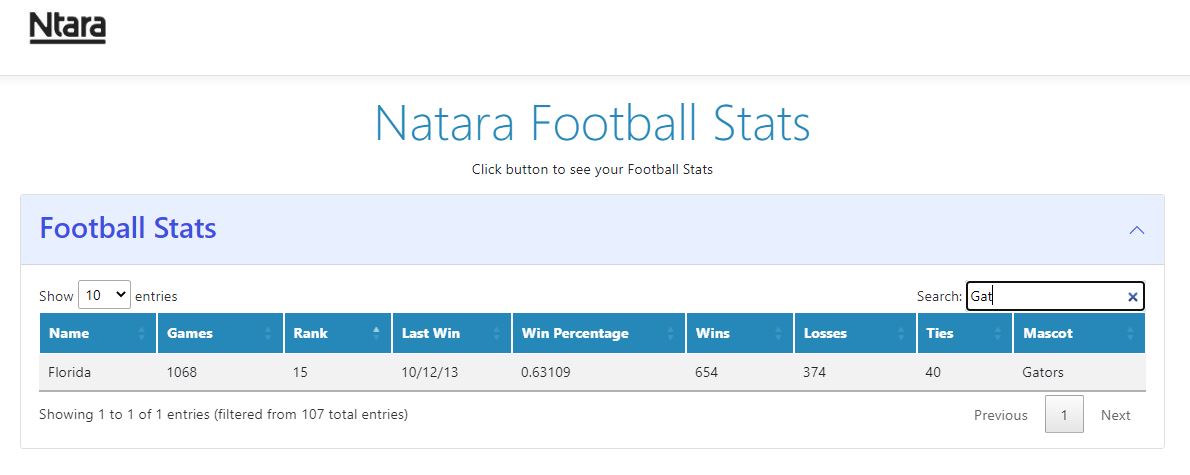 Ntara
Natara Football Stats
Click button to see your Football Stats
Football Stats
Show 10 entries Search: Gat
Name Games Rank Last Win Win Percentage Wins Losses Ties Mascot
Florida 1068 15 10/12/13 0.63109 654 374 40 Gators
Showing 1 to 1 of 1 entries (filtered from 107 total entries) Previous 1 Next